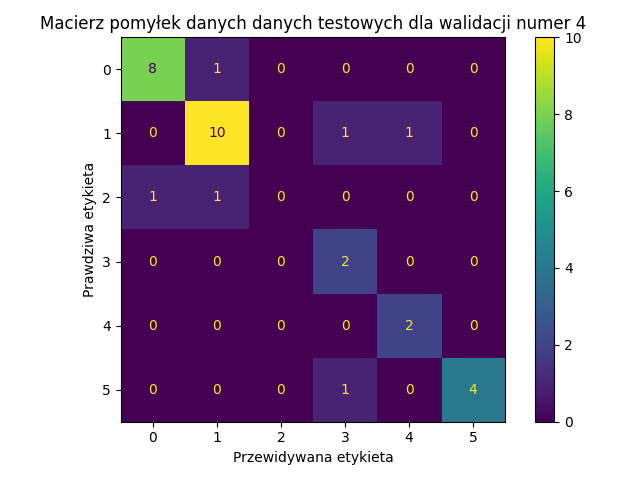 Macierz pomyłek danych danych testowych dla walidacji numer 4
0 8 1 0 0 0 0
1 0 10 0 1 1 0
2 1 1 0 0 0 0
3 0 0 0 2 0 0
4 0 0 0 0 2 0
5 0 0 0 1 0 4
0 1 2 3 4 5
Prawdziwa etykieta
Przewidywana etykieta
10
8
6
4
2
0